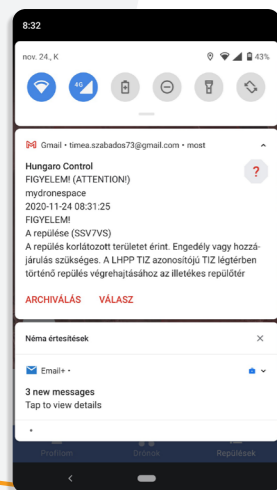 8:32
nov. 24., K
43%
4G
Gmail • timea.szabados73@gmail.com • most
Hungaro Control
FIGYELEM! (ATTENTION!)
mydronespace
2020-11-24 08:31:25
FIGYELEM!
A repülése (SSV7VS)
A repülés korlátozott területet érint. Engedély vagy hozzá-
járulás szükséges. A LHPP TIZ azonosítójú TIZ légtérben
történő repülés végrehajtásához az illetékes repülőtér
?
ARCHIVÁLÁS VÁLASZ
Néma értesítések
Email+ •
3 new messages
Tap to view details
Profilom Drónok Repülések